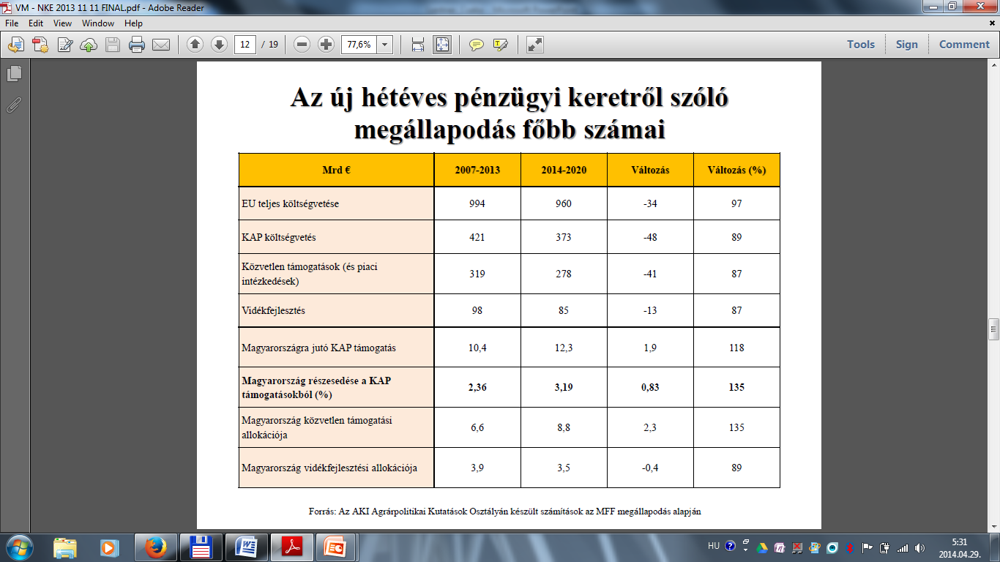 VM - NKE 2013 11 11 FINAL.pdf - Adobe Reader
File Edit View Window Help
12 / 19 77,6% Tools Sign Comment
Az új hétéves pénzügyi keretről szóló
megállapodás főbb számai
Mrd € 2007-2013 2014-2020 Változás Változás (%)
EU teljes költségvetése 994 960 -34 97
KAP költségvetés 421 373 -48 89
Közvetlen támogatások (és piaci
intézkedések) 319 278 -41 87
Vidékfejlesztés 98 85 -13 87
Magyarországra jutó KAP támogatás 10,4 12,3 1,9 118
Magyarország részesedése a KAP
támogatásokból (%) 2,36 3,19 0,83 135
Magyarország közvetlen támogatási
allokációja 6,6 8,8 2,3 135
Magyarország vidékfejlesztési allokációja 3,9 3,5 -0,4 89
Forrás: Az AKI Agrárpolitikai Kutatások Osztályán készült számítások az MFF megállapodás alapján
HU 5:31
2014.04.29.